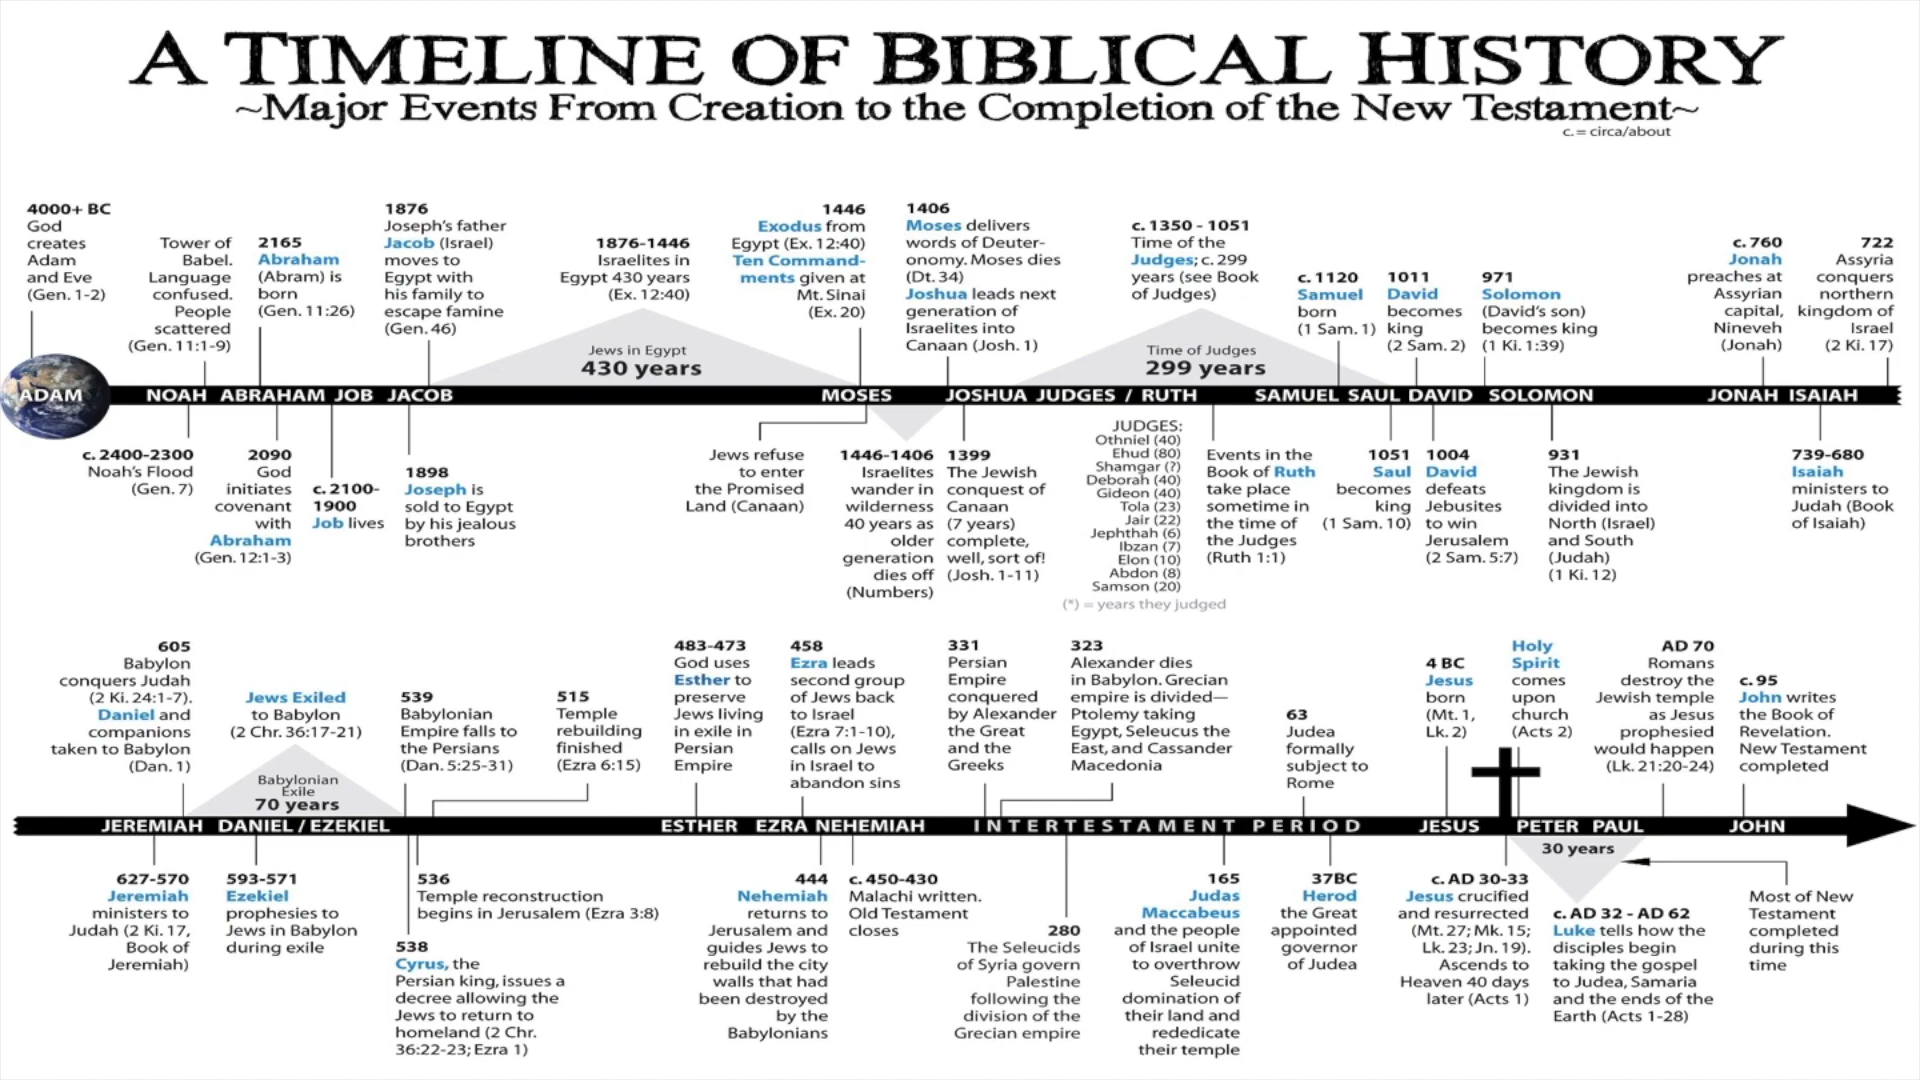 A TIMELINE OF BIBLICAL HISTORY
~Major Events From Creation to the Completion of the New Testament~
c. = circa/about
4000+ BC
God
creates
Adam
and Eve
(Gen. 1-2)
Tower of
Babel.
Language
confused.
People
scattered
(Gen. 11:1-9)
2165
Abraham
(Abram) is
born
(Gen. 11:26)
1876
Joseph's father
Jacob (Israel)
moves to
Egypt with
his family to
escape famine
(Gen. 46)
1876-1446
Israelites in
Egypt 430 years
(Ex. 12:40)
Jews in Egypt
430 years
1446
Exodus from
Egypt (Ex. 12:40)
Ten Command-
ments given at
Mt. Sinai
(Ex. 20)
1406
Moses delivers
words of Deuter-
onomy. Moses dies
(Dt. 34)
Joshua leads next
generation of
Israelites into
Canaan (Josh. 1)
c. 1350 - 1051
Time of the
Judges; c. 299
years (see Book
of Judges)
Time of Judges
299 years
c. 1120
Samuel
born
(1 Sam. 1)
1011
David
becomes
king
(2 Sam. 2)
971
Solomon
(David's son)
becomes king
(1 Ki. 1:39)
c. 760
Jonah
preaches at
Assyrian
capital,
Nineveh
(Jonah)
722
Assyria
conquers
northern
kingdom of
Israel
(2 Ki. 17)
ADAM NOAH ABRAHAM JOB JACOB MOSES JOSHUA JUDGES / RUTH SAMUEL SAUL DAVID SOLOMON JONAH ISAIAH
c. 2400-2300
Noah's Flood
(Gen. 7)
2090
God
initiates
covenant
with
Abraham
(Gen. 12:1-3)
c. 2100-
1900
Job lives
1898
Joseph is
sold to Egypt
by his jealous
brothers
Jews refuse
to enter
the Promised
Land (Canaan)
1446-1406
Israelites
wander in
wilderness
40 years as
older
generation
dies off
(Numbers)
1399
The Jewish
conquest of
Canaan
(7 years)
complete,
well, sort of!
(Josh. 1-11)
JUDGES:
Othniel (40)
Ehud (80)
Shamgar (?)
Deborah (40)
Gideon (40)
Tola (23)
Jair (22)
Jephthah (6)
Ibzan (7)
Elon (10)
Abdon (8)
Samson (20)
(*) = years they judged
Events in the
Book of Ruth
take place
sometime in
the time of
the Judges
(Ruth 1:1)
1051
Saul
becomes
king
(1 Sam. 10)
1004
David
defeats
Jebusites
to win
Jerusalem
(2 Sam. 5:7)
931
The Jewish
kingdom is
divided into
North (Israel)
and South
(Judah)
(1 Ki. 12)
739-680
Isaiah
ministers to
Judah (Book
of Isaiah)
605
Babylon
conquers Judah
(2 Ki. 24:1-7).
Daniel and
companions
taken to Babylon
(Dan. 1)
Jews Exiled
to Babylon
(2 Chr. 36:17-21)
Babylonian
Exile
70 years
539
Babylonian
Empire falls to
the Persians
(Dan. 5:25-31)
515
Temple
rebuilding
finished
(Ezra 6:15)
483-473
God uses
Esther to
preserve
Jews living
in exile in
Persian
Empire
458
Ezra leads
second group
of Jews back
to Israel
(Ezra 7:1-10),
calls on Jews
in Israel to
abandon sins
331
Persian
Empire
conquered
by Alexander
the Great
and the
Greeks
323
Alexander dies
in Babylon. Grecian
empire is divided—
Ptolemy taking
Egypt, Seleucus the
East, and Cassander
Macedonia
63
Judea
formally
subject to
Rome
4 BC
Jesus
born
(Mt. 1,
Lk. 2)
Holy
Spirit
comes
upon
church
(Acts 2)
AD 70
Romans
destroy the
Jewish temple
as Jesus
prophesied
would happen
(Lk. 21:20-24)
c. 95
John writes
the Book of
Revelation.
New Testament
completed
JEREMIAH DANIEL / EZEKIEL ESTHER EZRA NEHEMIAH INTERTESTAMENT PERIOD JESUS PETER PAUL JOHN
627-570
Jeremiah
ministers to
Judah (2 Ki. 17,
Book of
Jeremiah)
593-571
Ezekiel
prophesies to
Jews in Babylon
during exile
536
Temple reconstruction
begins in Jerusalem (Ezra 3:8)
538
Cyrus, the
Persian king, issues a
decree allowing the
Jews to return to
homeland (2 Chr.
36:22-23; Ezra 1)
444
Nehemiah
returns to
Jerusalem and
guides Jews to
rebuild the city
walls that had
been destroyed
by the
Babylonians
c. 450-430
Malachi written.
Old Testament
closes
280
The Seleucids
of Syria govern
Palestine
following the
division of the
Grecian empire
165
Judas
Maccabeus
and the people
of Israel unite
to overthrow
Seleucid
domination of
their land and
rededicate
their temple
37BC
Herod
the Great
appointed
governor
of Judea
c. AD 30-33
Jesus crucified
and resurrected
(Mt. 27; Mk. 15;
Lk. 23; Jn. 19).
Ascends to
Heaven 40 days
later (Acts 1)
30 years
c. AD 32 - AD 62
Luke tells how the
disciples begin
taking the gospel
to Judea, Samaria
and the ends of the
Earth (Acts 1-28)
Most of New
Testament
completed
during this
time